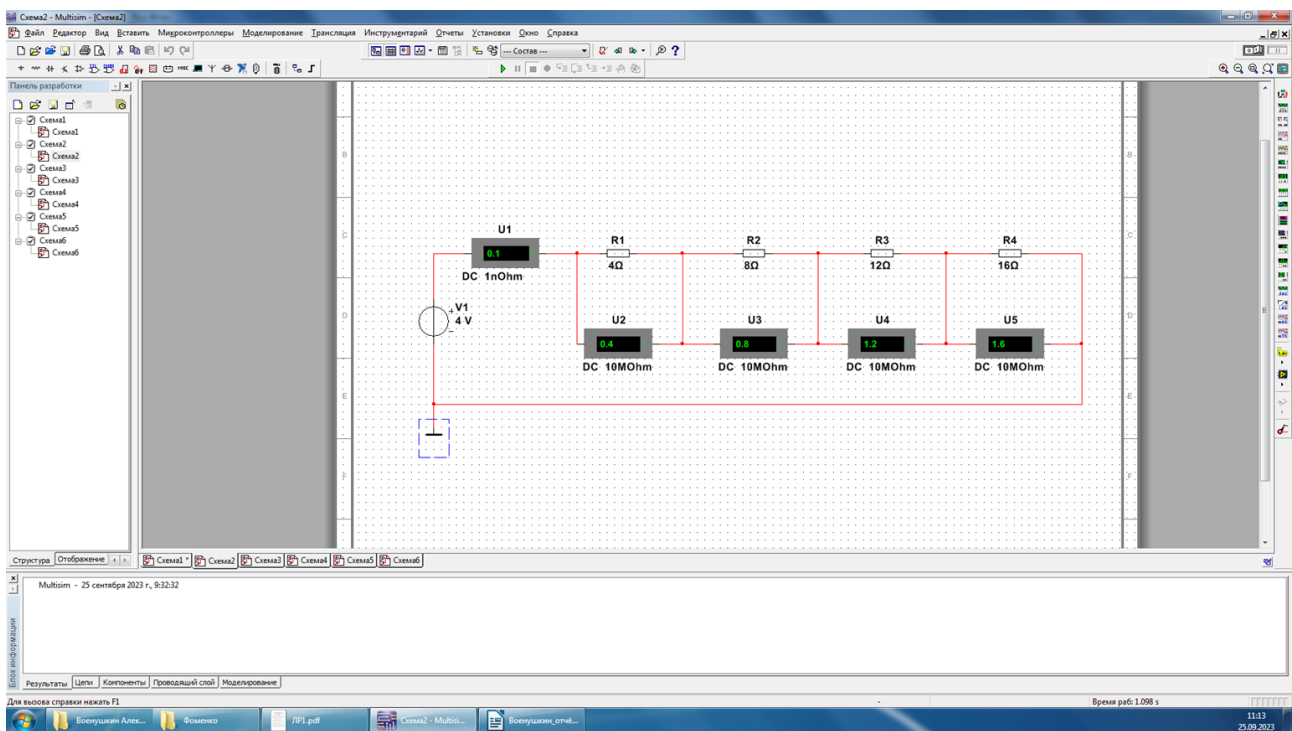 Схема2 - Multisim - [Схема2]
Файл Редактор Вид Вставить Микроконтроллеры Моделирование Трансляция Инструментарий Отчеты Установки Окно Справка
--- Состав ---
Панель разработки
Схема1
Схема1
Схема2
Схема2
Схема3
Схема3
Схема4
Схема4
Схема5
Схема5
Схема6
Схема6
B
B
C
C
D
D
E
E
F
F
U1
0.1
DC 1nOhm
V1
4 V
R1
4Ω
R2
8Ω
R3
12Ω
R4
16Ω
U2
0.4
DC 10MOhm
U3
0.8
DC 10MOhm
U4
1.2
DC 10MOhm
U5
1.6
DC 10MOhm
Структура Отображение
Схема1 * Схема2 Схема3 Схема4 Схема5 Схема6
Multisim - 25 сентября 2023 г., 9:32:32
Блок информации
Результаты Цепи Компоненты Проводящий слой Моделирование
Для вызова справки нажать F1
-
Время раб: 1.098 s
Военушкин Алек... Фоменко ЛР1.pdf Схема2 - Multisi... Военушкин_отчё...
11:13
25.09.2023